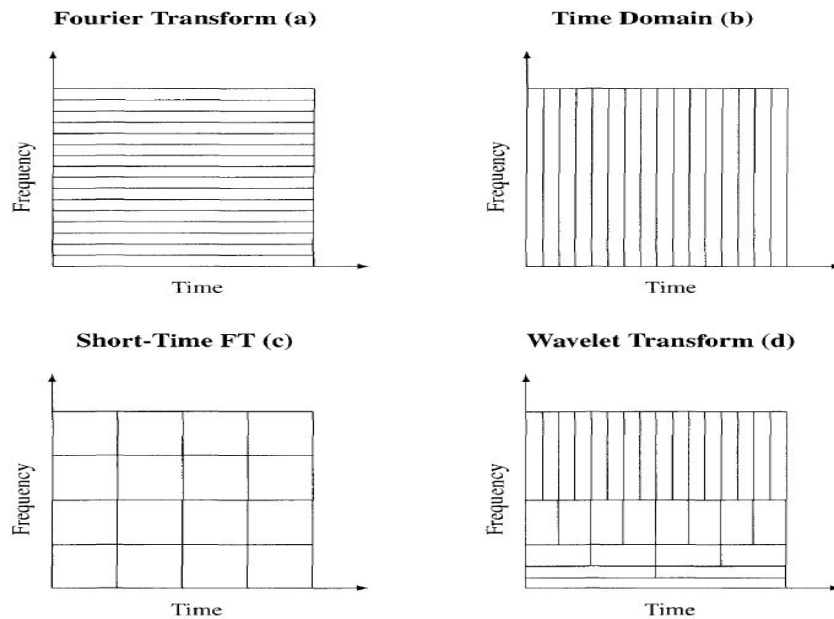 Fourier Transform (a)
Time Domain (b)
Frequency
Time
Frequency
Time
Short-Time FT (c)
Wavelet Transform (d)
Frequency
Time
Frequency
Time